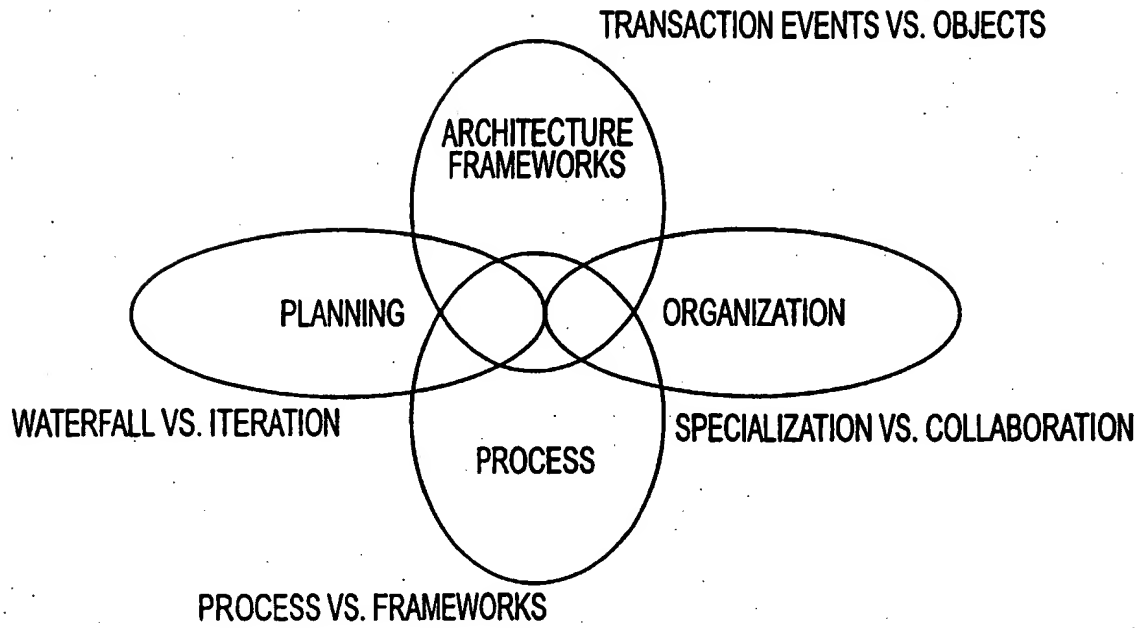 TRANSACTION EVENTS VS. OBJECTS
ARCHITECTURE
FRAMEWORKS
PLANNING
ORGANIZATION
WATERFALL VS. ITERATION
SPECIALIZATION VS. COLLABORATION
PROCESS
PROCESS VS. FRAMEWORKS